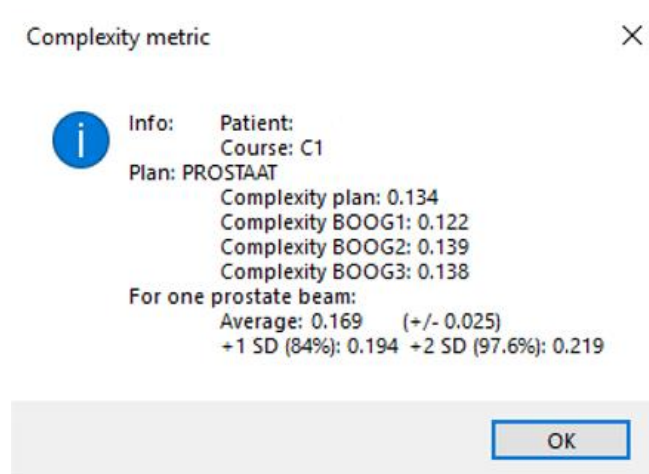 Complexity metric
Info: Patient:
Course: C1
Plan: PROSTAAT
Complexity plan: 0.134
Complexity BOOG1: 0.122
Complexity BOOG2: 0.139
Complexity BOOG3: 0.138
For one prostate beam:
Average: 0.169 (+/- 0.025)
+1 SD (84%): 0.194 +2 SD (97.6%): 0.219
OK